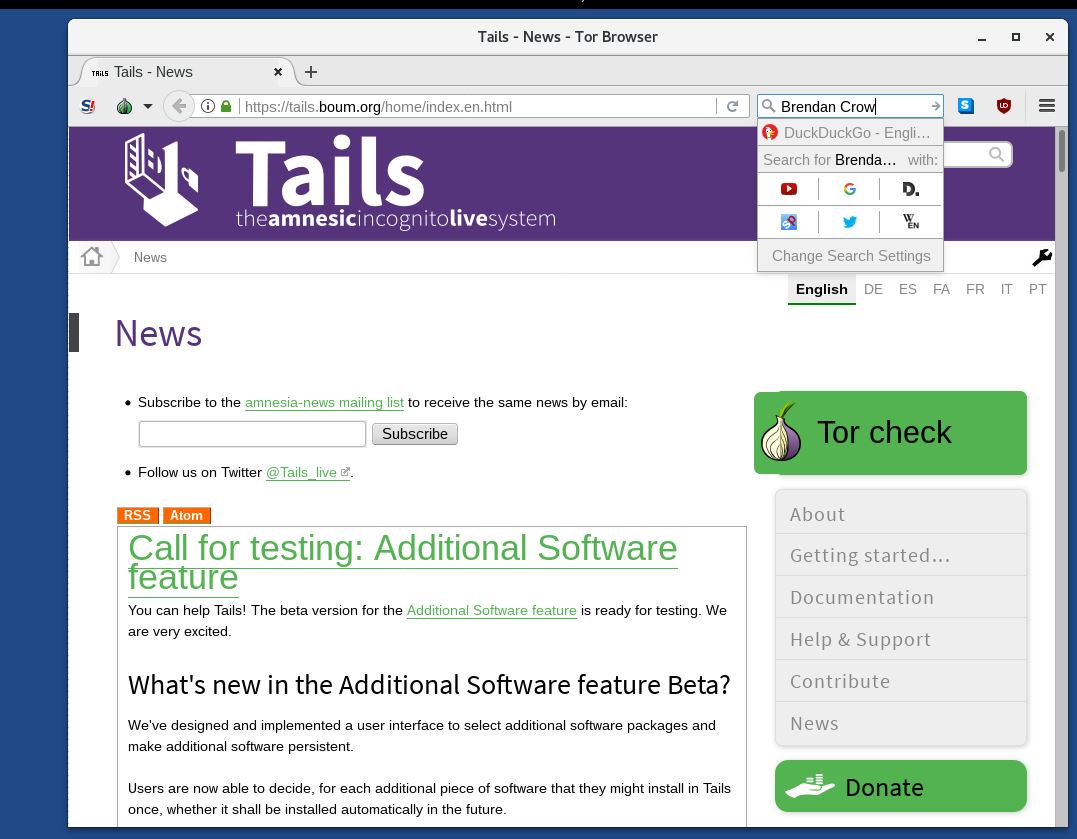 Tails - News - Tor Browser
TAILS Tails - News
S!
https://tails.boum.org/home/index.en.html
Brendan Crow
S
UD
DuckDuckGo - Engli...
Search for Brenda... with:
G
D.
W EN
Change Search Settings
Tails
theamnesicincognitolivesystem
News
English DE ES FA FR IT PT
News
• Subscribe to the amnesia-news mailing list to receive the same news by email:
Subscribe
• Follow us on Twitter @Tails_live.
RSS Atom
Call for testing: Additional Software
feature
You can help Tails! The beta version for the Additional Software feature is ready for testing. We
are very excited.
What's new in the Additional Software feature Beta?
We've designed and implemented a user interface to select additional software packages and
make additional software persistent.
Users are now able to decide, for each additional piece of software that they might install in Tails
once, whether it shall be installed automatically in the future.
Tor check
About
Getting started...
Documentation
Help & Support
Contribute
News
Donate